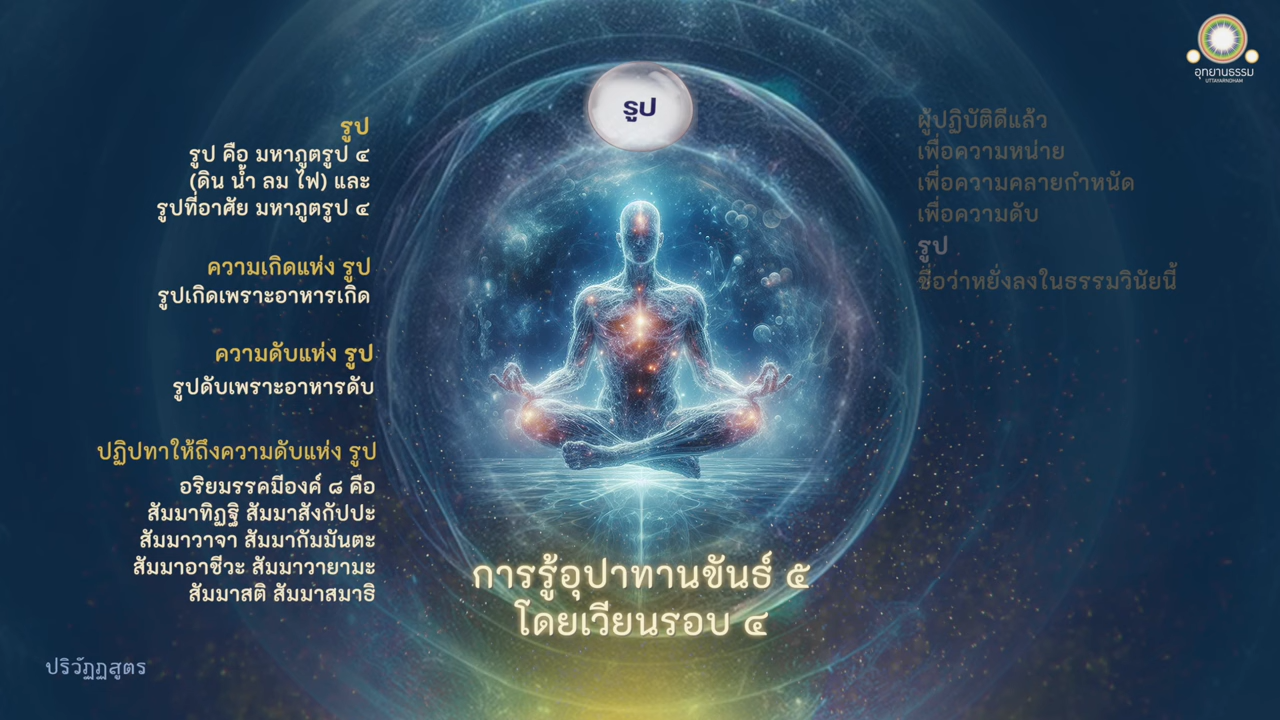 รูป
อุทยานธรรม
UTTAYARNDHAM
รูป
รูป คือ มหาภูตรูป ๔
(ดิน น้ำ ลม ไฟ) และ
รูปที่อาศัย มหาภูตรูป ๔
ความเกิดแห่ง รูป
รูปเกิดเพราะอาหารเกิด
ความดับแห่ง รูป
รูปดับเพราะอาหารดับ
ปฏิปทาให้ถึงความดับแห่ง รูป
อริยมรรคมีองค์ ๘ คือ
สัมมาทิฏฐิ สัมมาสังกัปปะ
สัมมาวาจา สัมมากัมมันตะ
สัมมาอาชีวะ สัมมาวายามะ
สัมมาสติ สัมมาสมาธิ
ผู้ปฏิบัติดีแล้ว
เพื่อความหน่าย
เพื่อความคลายกำหนัด
เพื่อความดับ
รูป
ชื่อว่าหยั่งลงในธรรมวินัยนี้
การรู้อุปาทานขันธ์ ๕
โดยเวียนรอบ ๔
ปริวัฏฏสูตร